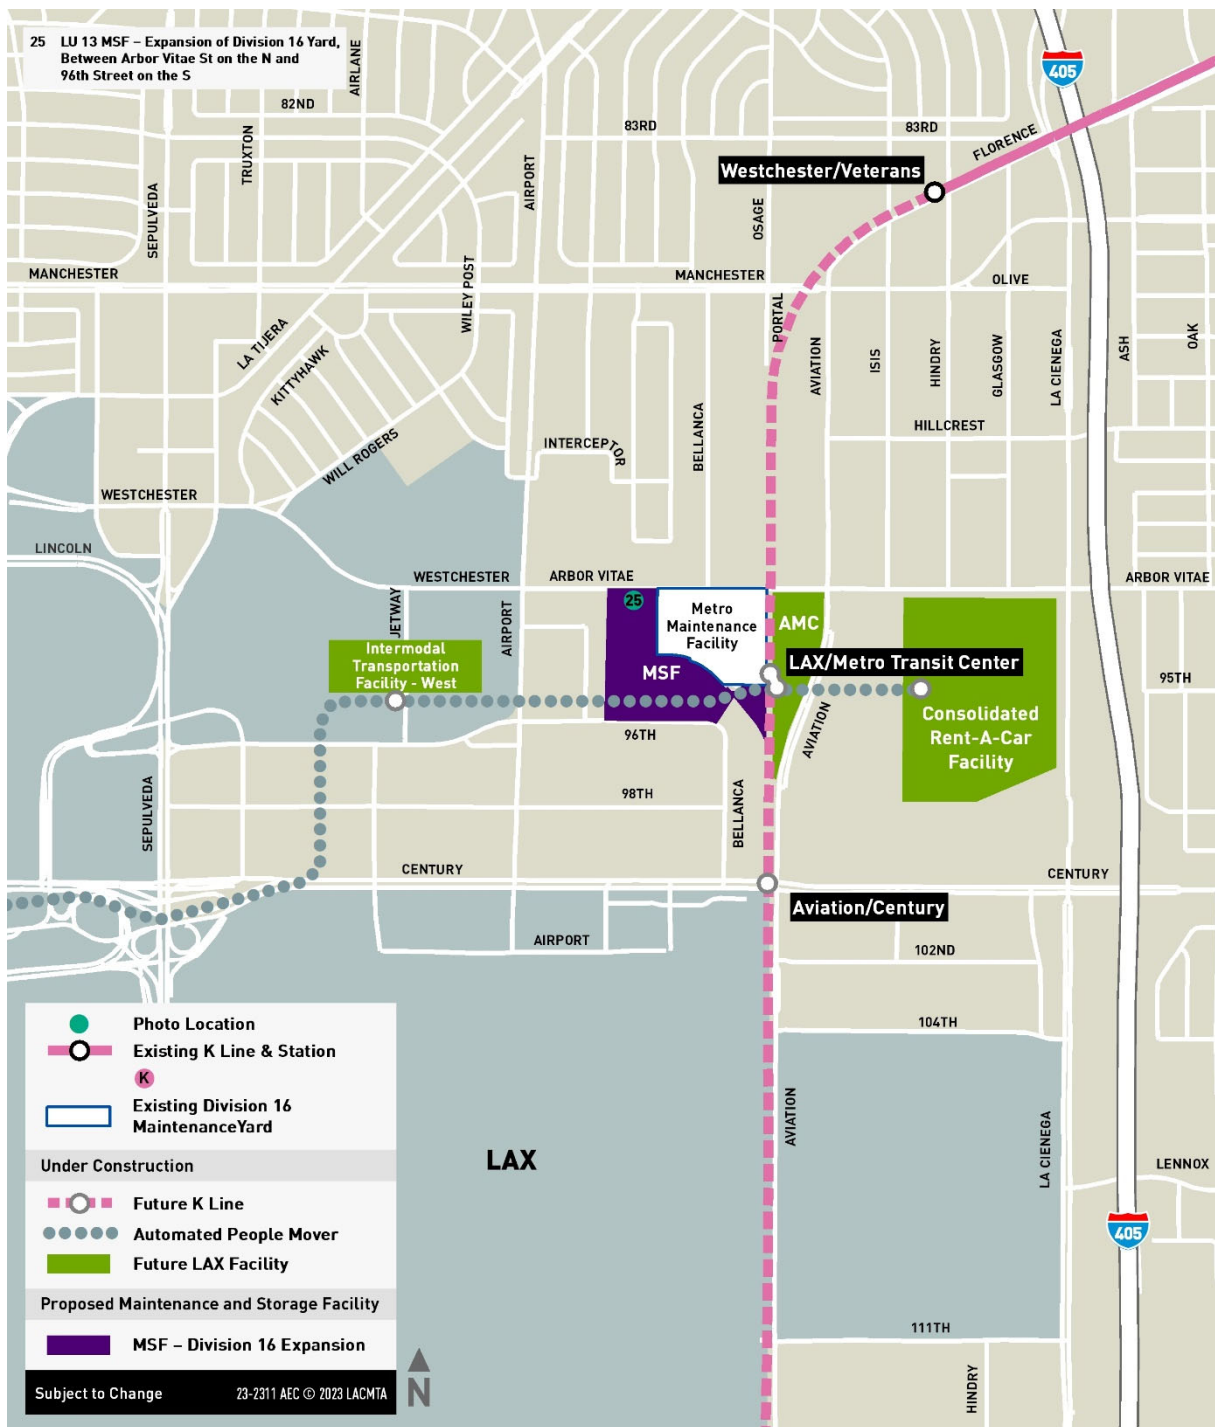 25 LU 13 MSF – Expansion of Division 16 Yard,
Between Arbor Vitae St on the N and
96th Street on the S
AIRLANE
405
82ND
83RD
83RD
FLORENCE
TRUXTON
AIRPORT
Westchester/Veterans
SEPULVEDA
OSAGE
MANCHESTER
MANCHESTER
OLIVE
WILEY POST
LA TIJERA
KITTYHAWK
PORTAL
AVIATION
ISIS
HINDRY
GLASGOW
LA CIENEGA
ASH
OAK
HILLCREST
INTERCEPTOR
BELLANCA
WILL ROGERS
WESTCHESTER
LINCOLN
WESTCHESTER
ARBOR VITAE
ARBOR VITAE
25
JETWAY
AIRPORT
Metro
Maintenance
Facility
AMC
Intermodal
Transportation
Facility - West
MSF
LAX/Metro Transit Center
95TH
Consolidated
Rent-A-Car
Facility
AVIATION
96TH
98TH
SEPULVEDA
BELLANCA
CENTURY
CENTURY
Aviation/Century
AIRPORT
102ND
104TH
AVIATION
LA CIENEGA
LAX
LENNOX
405
111TH
HINDRY
Photo Location
Existing K Line & Station
K
Existing Division 16
MaintenanceYard
Under Construction
Future K Line
Automated People Mover
Future LAX Facility
Proposed Maintenance and Storage Facility
MSF – Division 16 Expansion
Subject to Change 23-2311 AEC © 2023 LACMTA
N